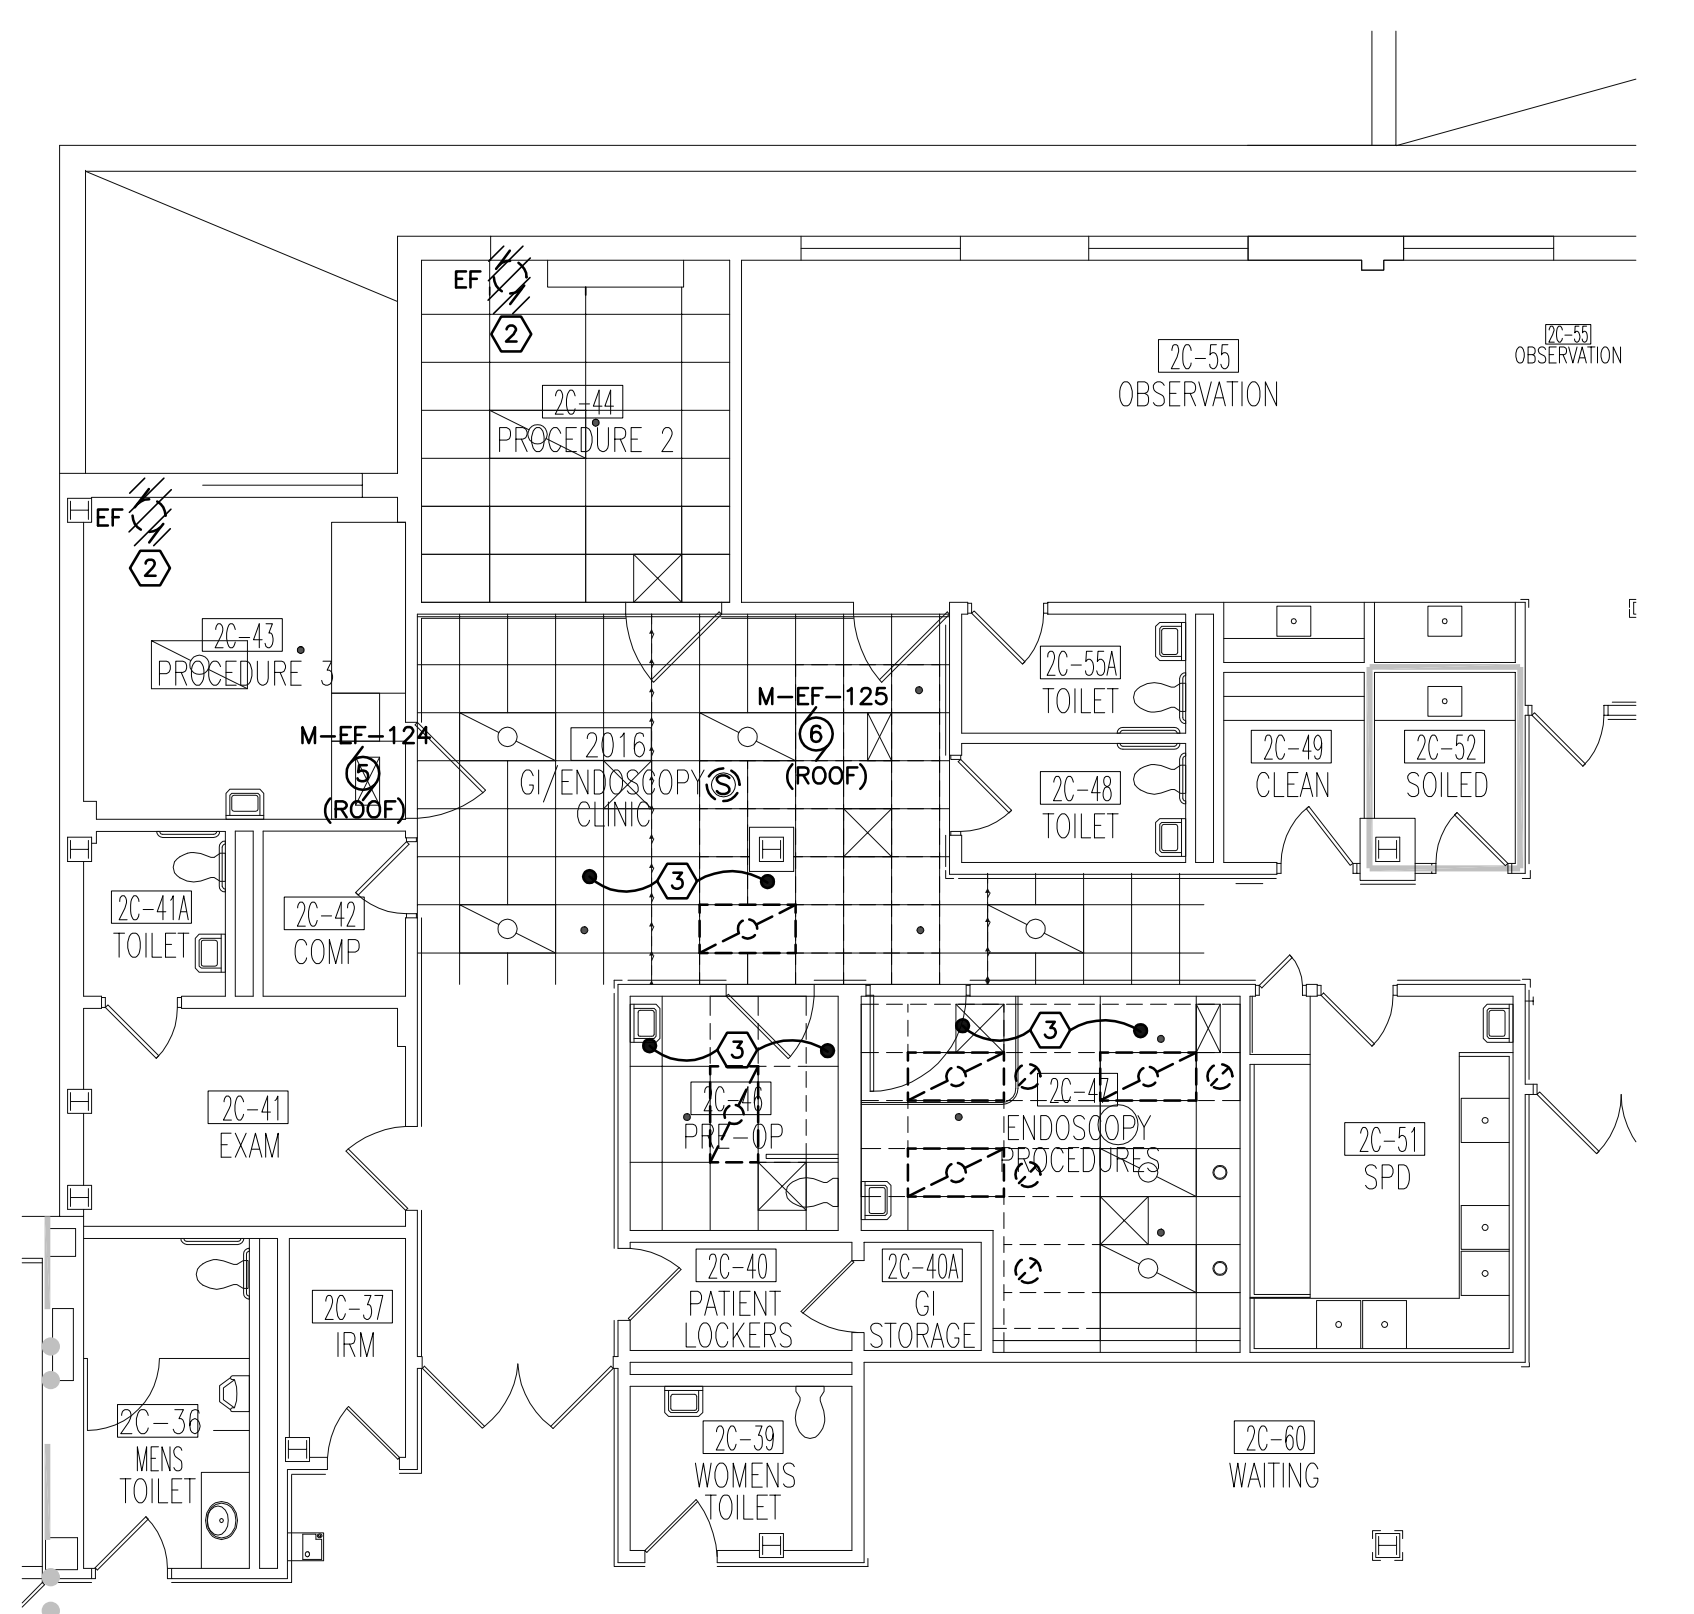 EF
2
2C-44
PROCEDURE 2
2C-55
OBSERVATION
2C-55
OBSERVATION
EF
2
2C-43
PROCEDURE 3
M-EF-124
5
(ROOF)
M-EF-125
6
(ROOF)
2016
GI/ENDOSCOPY
CLINIC
S
2C-55A
TOILET
2C-48
TOILET
2C-49
CLEAN
2C-52
SOILED
3
2C-41A
TOILET
2C-42
COMP
3
2C-46
PRE-OP
3
2C-47
ENDOSCOPY
PROCEDURES
2C-41
EXAM
2C-51
SPD
2C-40
PATIENT
LOCKERS
2C-40A
GI
STORAGE
2C-37
IRM
2C-36
MENS
TOILET
2C-39
WOMENS
TOILET
2C-60
WAITING